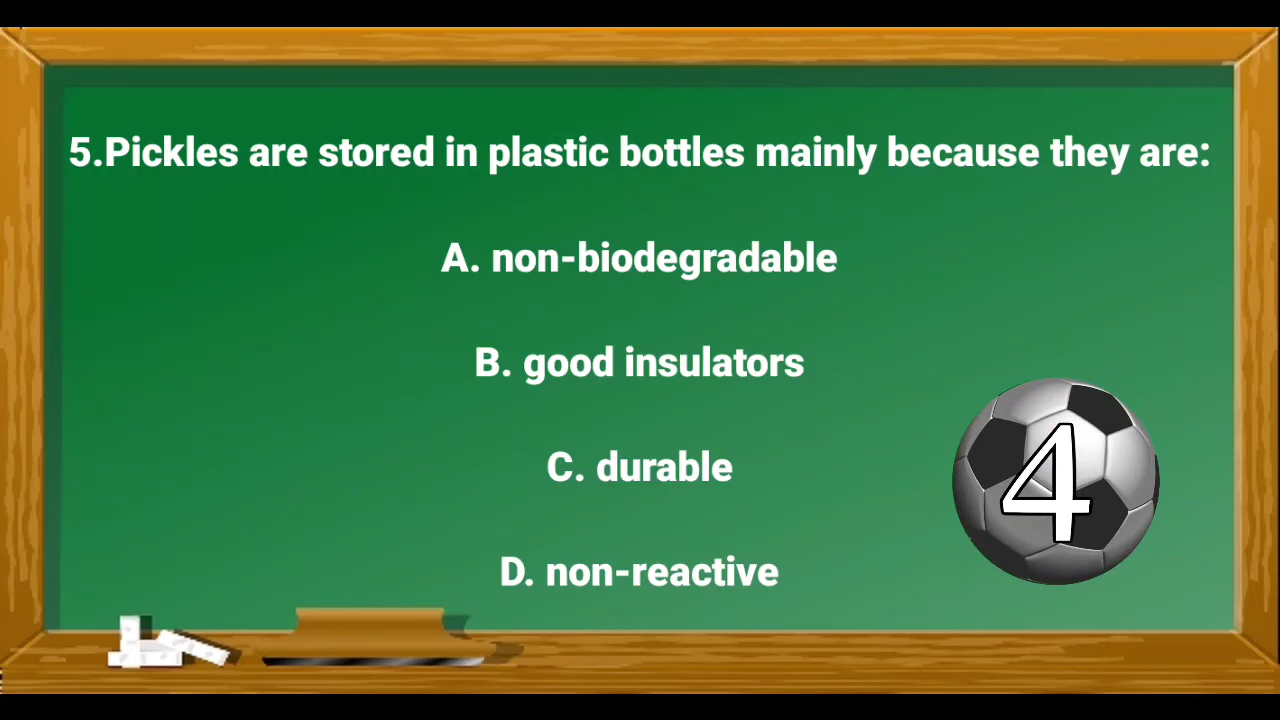 5.Pickles are stored in plastic bottles mainly because they are:
A. non-biodegradable
B. good insulators
C. durable
4
D. non-reactive